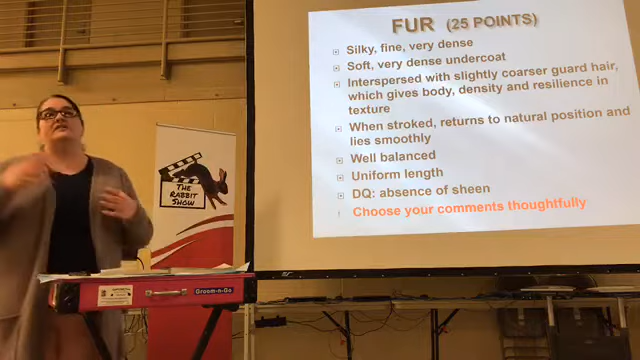 FUR (25 POINTS)
Silky, fine, very dense
Soft, very dense undercoat
Interspersed with slightly coarser guard hair,
which gives body, density and resilience in
texture
When stroked, returns to natural position and
lies smoothly
Well balanced
Uniform length
DQ: absence of sheen
Choose your comments thoughtfully
THE
RABBIT
SHOW
Groom-n-Go